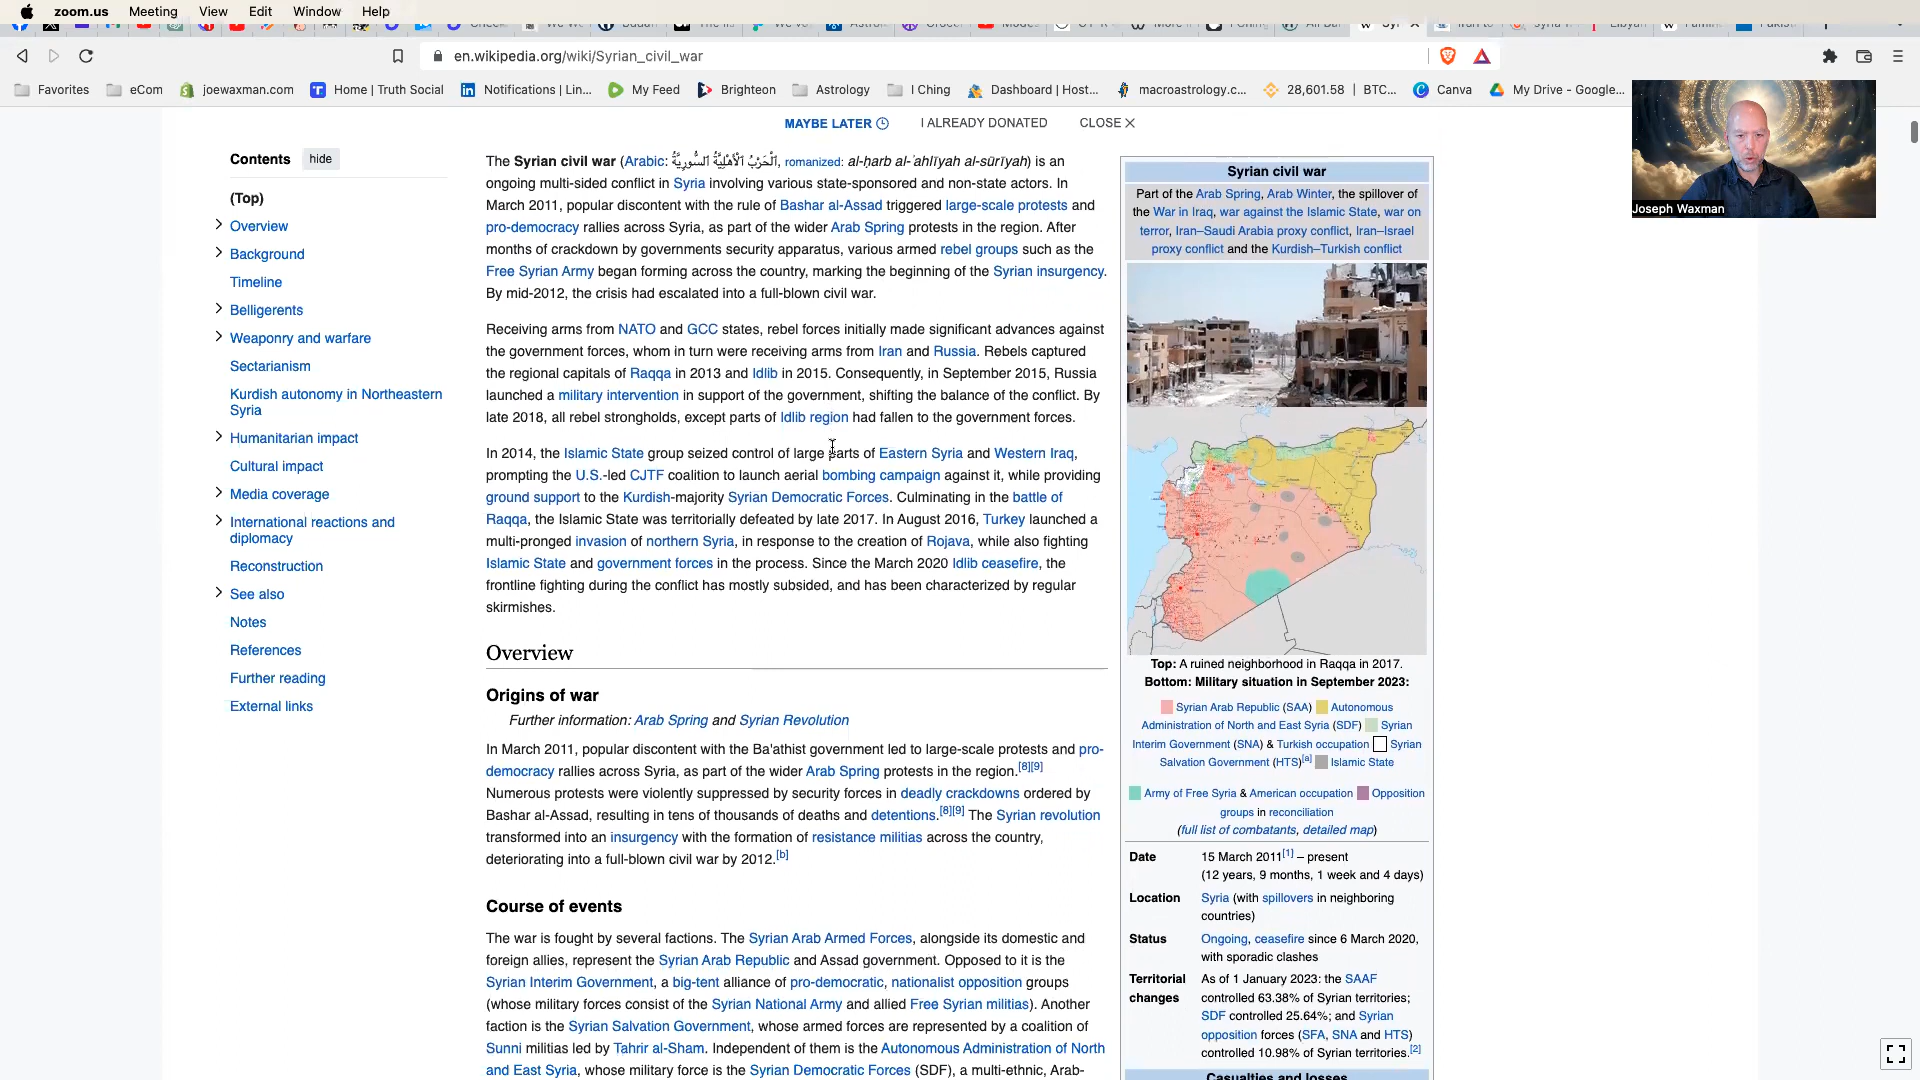 zoom.us Meeting View Edit Window Help
en.wikipedia.org/wiki/Syrian_civil_war
Favorites eCom joewaxman.com Home | Truth Social Notifications | Lin... My Feed Brighteon Astrology I Ching Dashboard | Host... macroastrology.c... 28,601.58 | BTC... Canva My Drive - Google...
MAYBE LATER I ALREADY DONATED CLOSE
Joseph Waxman
Contents hide
(Top)
Overview
Background
Timeline
Belligerents
Weaponry and warfare
Sectarianism
Kurdish autonomy in Northeastern
Syria
Humanitarian impact
Cultural impact
Media coverage
International reactions and
diplomacy
Reconstruction
See also
Notes
References
Further reading
External links
The Syrian civil war (Arabic: ٱلْحَرْبُ ٱلْأَهْلِيَّةُ ٱلسُّورِيَّةُ, romanized: al-ḥarb al-ʾahlīyah al-sūrīyah) is an
ongoing multi-sided conflict in Syria involving various state-sponsored and non-state actors. In
March 2011, popular discontent with the rule of Bashar al-Assad triggered large-scale protests and
pro-democracy rallies across Syria, as part of the wider Arab Spring protests in the region. After
months of crackdown by governments security apparatus, various armed rebel groups such as the
Free Syrian Army began forming across the country, marking the beginning of the Syrian insurgency.
By mid-2012, the crisis had escalated into a full-blown civil war.
Receiving arms from NATO and GCC states, rebel forces initially made significant advances against
the government forces, whom in turn were receiving arms from Iran and Russia. Rebels captured
the regional capitals of Raqqa in 2013 and Idlib in 2015. Consequently, in September 2015, Russia
launched a military intervention in support of the government, shifting the balance of the conflict. By
late 2018, all rebel strongholds, except parts of Idlib region had fallen to the government forces.
In 2014, the Islamic State group seized control of large parts of Eastern Syria and Western Iraq,
prompting the U.S.-led CJTF coalition to launch aerial bombing campaign against it, while providing
ground support to the Kurdish-majority Syrian Democratic Forces. Culminating in the battle of
Raqqa, the Islamic State was territorially defeated by late 2017. In August 2016, Turkey launched a
multi-pronged invasion of northern Syria, in response to the creation of Rojava, while also fighting
Islamic State and government forces in the process. Since the March 2020 Idlib ceasefire, the
frontline fighting during the conflict has mostly subsided, and has been characterized by regular
skirmishes.
Overview
Origins of war
Further information: Arab Spring and Syrian Revolution
In March 2011, popular discontent with the Ba'athist government led to large-scale protests and pro-
democracy rallies across Syria, as part of the wider Arab Spring protests in the region.[8][9]
Numerous protests were violently suppressed by security forces in deadly crackdowns ordered by
Bashar al-Assad, resulting in tens of thousands of deaths and detentions.[8][9] The Syrian revolution
transformed into an insurgency with the formation of resistance militias across the country,
deteriorating into a full-blown civil war by 2012.[b]
Course of events
The war is fought by several factions. The Syrian Arab Armed Forces, alongside its domestic and
foreign allies, represent the Syrian Arab Republic and Assad government. Opposed to it is the
Syrian Interim Government, a big-tent alliance of pro-democratic, nationalist opposition groups
(whose military forces consist of the Syrian National Army and allied Free Syrian militias). Another
faction is the Syrian Salvation Government, whose armed forces are represented by a coalition of
Sunni militias led by Tahrir al-Sham. Independent of them is the Autonomous Administration of North
and East Syria, whose military force is the Syrian Democratic Forces (SDF), a multi-ethnic, Arab-
Syrian civil war
Part of the Arab Spring, Arab Winter, the spillover of
the War in Iraq, war against the Islamic State, war on
terror, Iran–Saudi Arabia proxy conflict, Iran–Israel
proxy conflict and the Kurdish–Turkish conflict
Top: A ruined neighborhood in Raqqa in 2017.
Bottom: Military situation in September 2023:
Syrian Arab Republic (SAA) Autonomous
Administration of North and East Syria (SDF) Syrian
Interim Government (SNA) & Turkish occupation Syrian
Salvation Government (HTS)[a] Islamic State
Army of Free Syria & American occupation Opposition
groups in reconciliation
(full list of combatants, detailed map)
Date 15 March 2011[1] – present
(12 years, 9 months, 1 week and 4 days)
Location Syria (with spillovers in neighboring
countries)
Status Ongoing, ceasefire since 6 March 2020,
with sporadic clashes
Territorial As of 1 January 2023: the SAAF
changes controlled 63.38% of Syrian territories;
SDF controlled 25.64%; and Syrian
opposition forces (SFA, SNA and HTS)
controlled 10.98% of Syrian territories.[2]
Casualties and losses